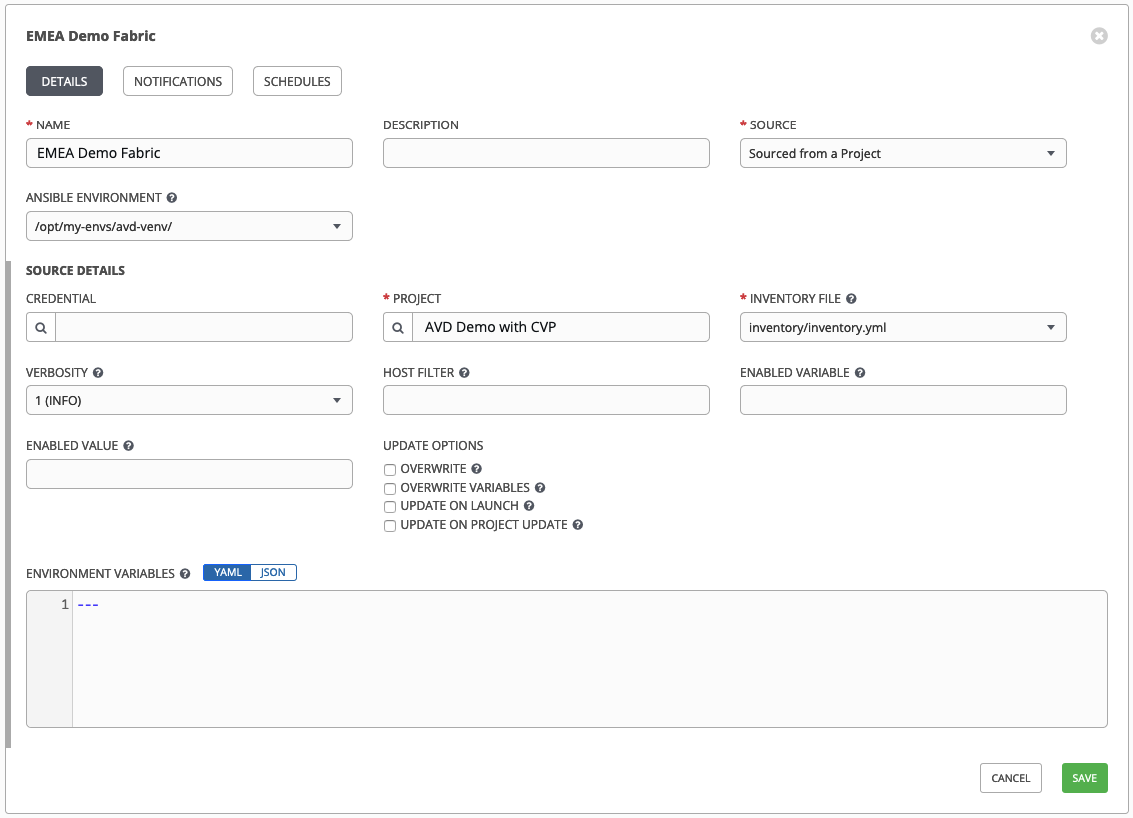 EMEA Demo Fabric
DETAILS NOTIFICATIONS SCHEDULES
* NAME DESCRIPTION * SOURCE
EMEA Demo Fabric Sourced from a Project
ANSIBLE ENVIRONMENT
/opt/my-envs/avd-venv/
SOURCE DETAILS
CREDENTIAL * PROJECT * INVENTORY FILE
AVD Demo with CVP inventory/inventory.yml
VERBOSITY HOST FILTER ENABLED VARIABLE
1 (INFO)
ENABLED VALUE UPDATE OPTIONS
OVERWRITE
OVERWRITE VARIABLES
UPDATE ON LAUNCH
UPDATE ON PROJECT UPDATE
ENVIRONMENT VARIABLES YAML JSON
1 ---
CANCEL SAVE